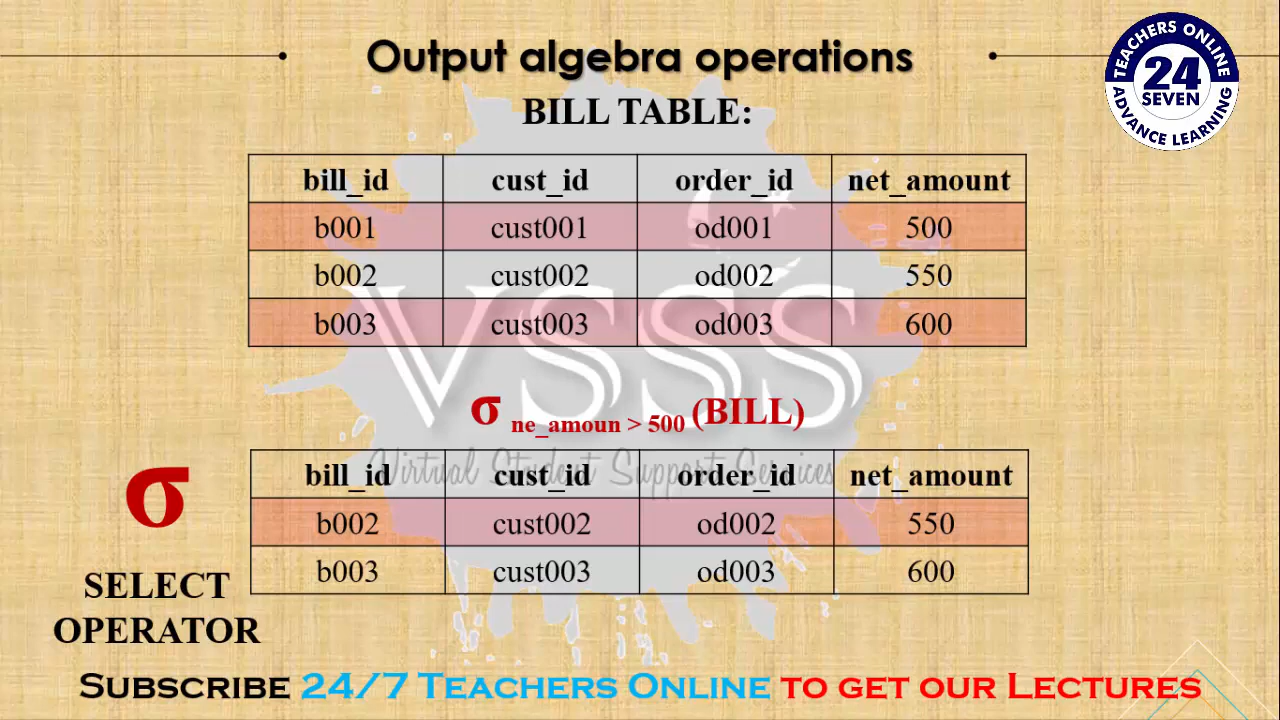 Output algebra operations
TEACHERS ONLINE
24
SEVEN
ADVANCE LEARNING
BILL TABLE:
bill_id cust_id order_id net_amount
b001 cust001 od001 500
b002 cust002 od002 550
b003 cust003 od003 600
VSSS
Virtual Student Support Services
σ ne_amoun > 500 (BILL)
bill_id cust_id order_id net_amount
b002 cust002 od002 550
b003 cust003 od003 600
σ
SELECT
OPERATOR
SUBSCRIBE 24/7 TEACHERS ONLINE TO GET OUR LECTURES